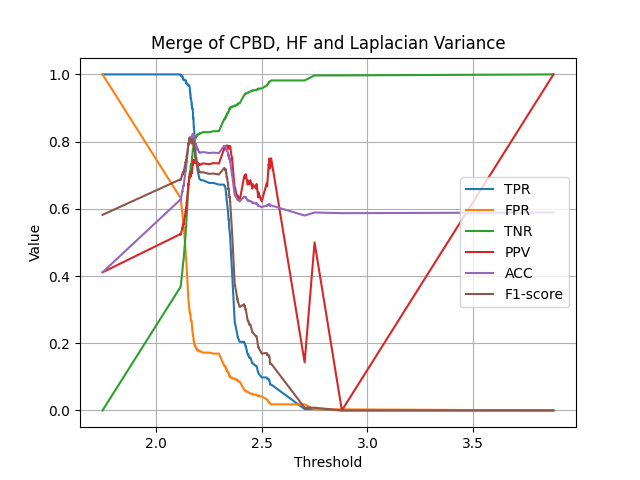 Merge of CPBD, HF and Laplacian Variance
1.0
0.8
0.6
0.4
0.2
0.0
Value
TPR
FPR
TNR
PPV
ACC
F1-score
2.0 2.5 3.0 3.5
Threshold